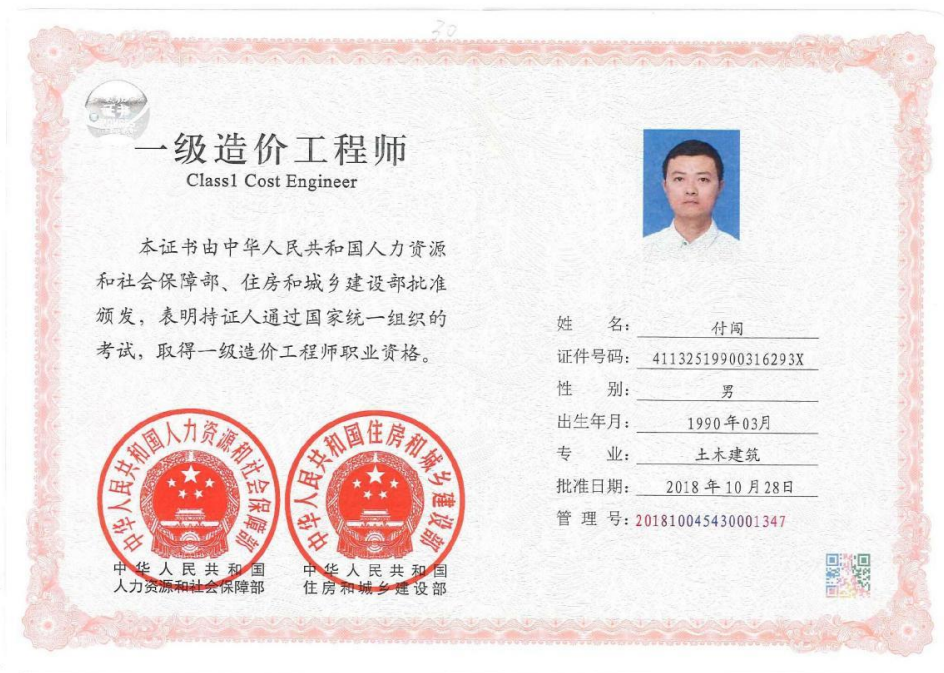 30
一级造价工程师
Class1 Cost Engineer
本证书由中华人民共和国人力资源
和社会保障部、住房和城乡建设部批准
颁发，表明持证人通过国家统一组织的
考试，取得一级造价工程师职业资格。
中华人民共和国人力资源和社会保障部
中华人民共和国住房和城乡建设部
中华人民共和国
人力资源和社会保障部
中华人民共和国
住房和城乡建设部
姓 名： 付闯
证件号码： 41132519900316293X
性 别： 男
出生年月： 1990年03月
专 业： 土木建筑
批准日期： 2018年10月28日
管 理 号：201810045430001347